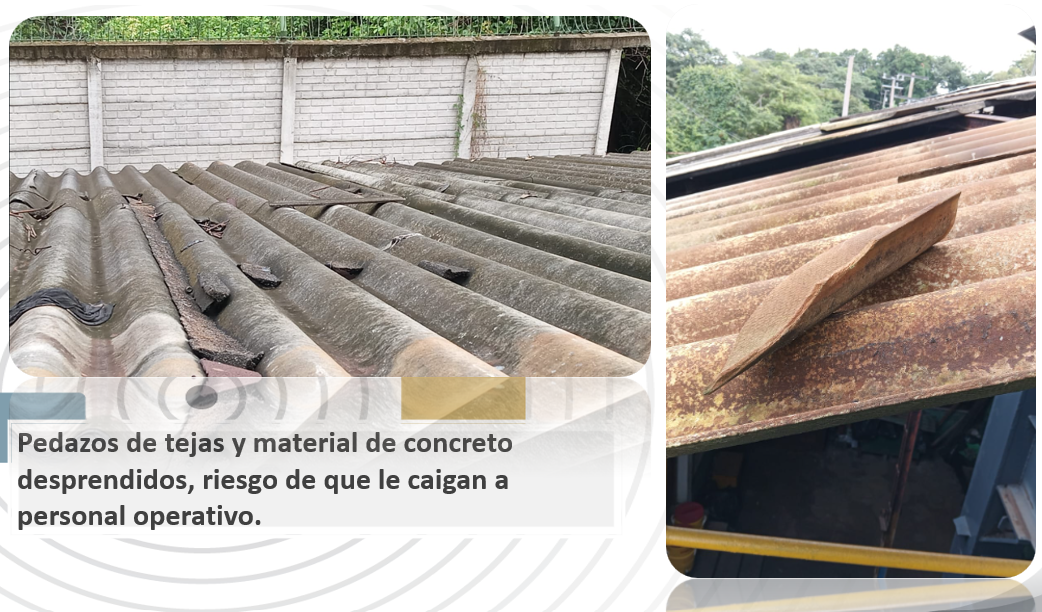 Pedazos de tejas y material de concreto
desprendidos, riesgo de que le caigan a
personal operativo.